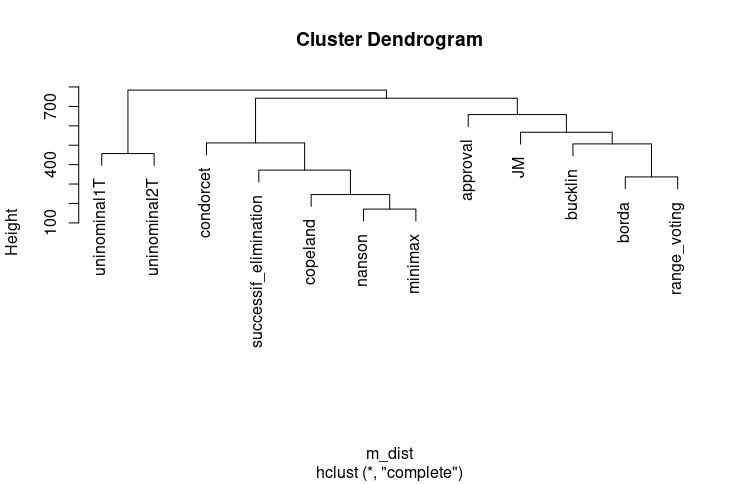 Cluster Dendrogram
Height
700
400
100
uninominal1T
uninominal2T
condorcet
successif_elimination
copeland
nanson
minimax
approval
JM
bucklin
borda
range_voting
m_dist
hclust (*, "complete")